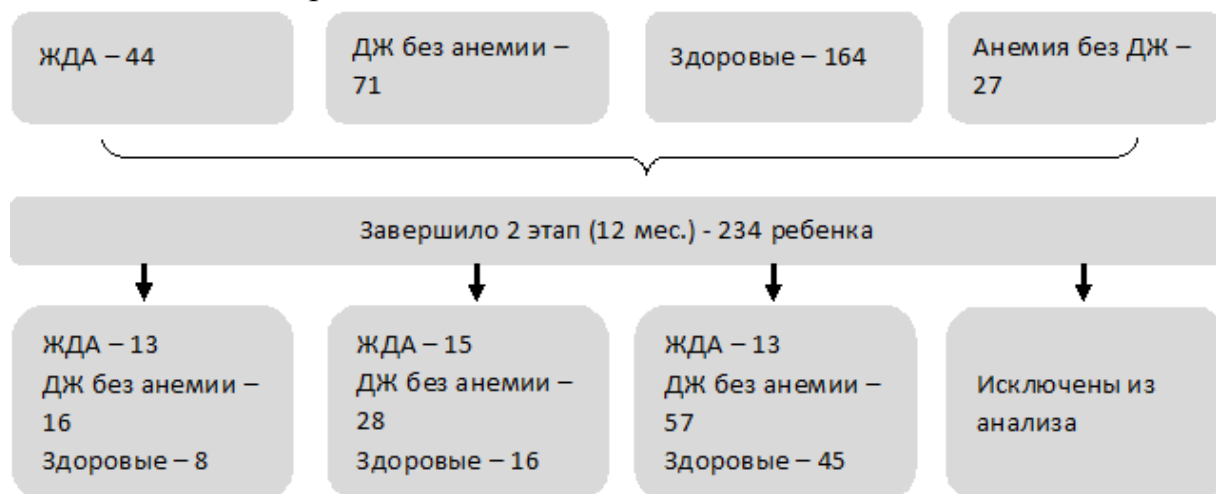 ЖДА – 44
ДЖ без анемии –
71
Здоровые – 164
Анемия без ДЖ –
27
Завершило 2 этап (12 мес.) - 234 ребенка
ЖДА – 13
ДЖ без анемии –
16
Здоровые – 8
ЖДА – 15
ДЖ без анемии –
28
Здоровые – 16
ЖДА – 13
ДЖ без анемии –
57
Здоровые – 45
Исключены из
анализа